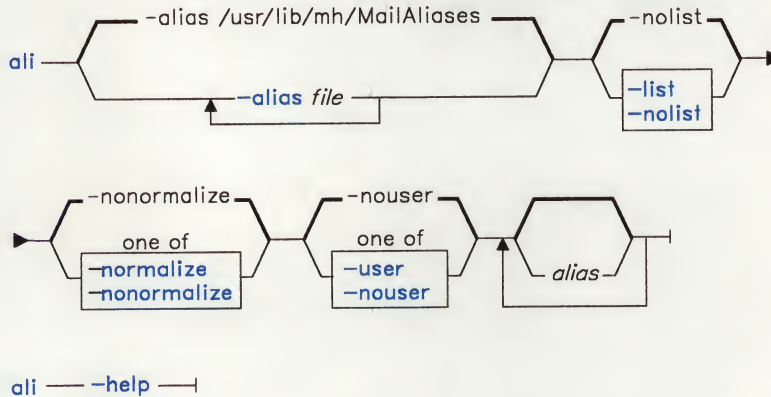 -alias /usr/lib/mh/MailAliases
-nolist
ali
-alias file
-list
-nolist
-nonormalize
-nouser
one of
one of
-normalize
-user
-nonormalize
-nouser
alias
ali -help